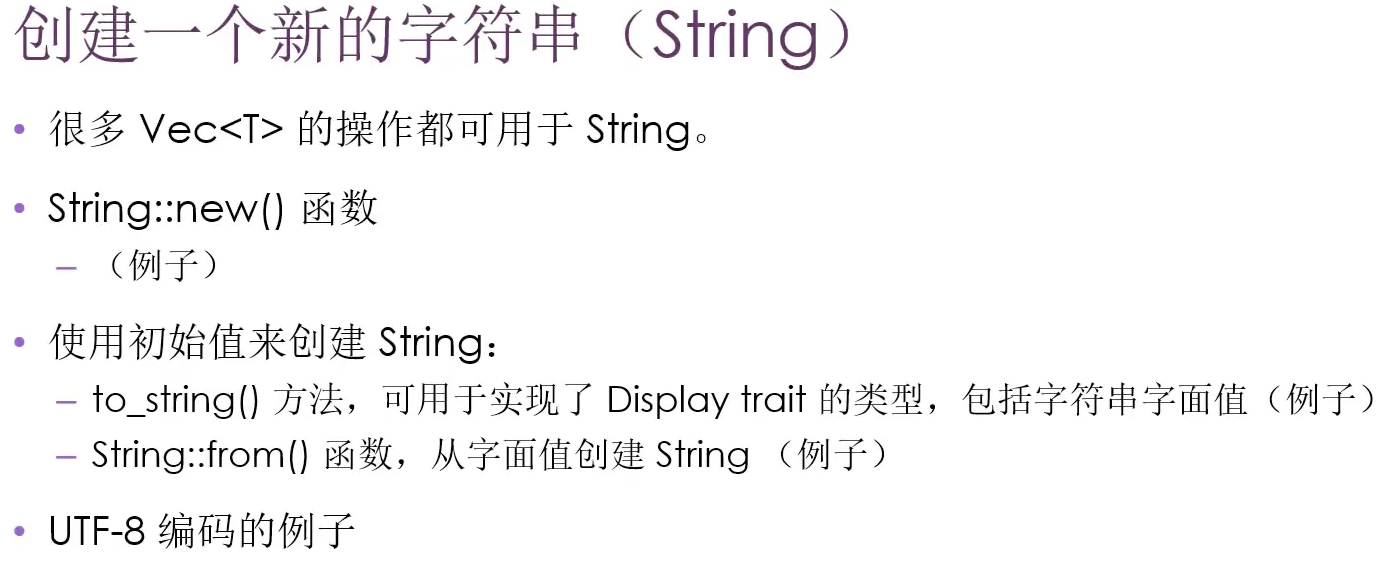 创建一个新的字符串（String）
• 很多 Vec<T> 的操作都可用于 String。
• String::new() 函数
– （例子）
• 使用初始值来创建 String：
– to_string() 方法，可用于实现了 Display trait 的类型，包括字符串字面值（例子）
– String::from() 函数，从字面值创建 String （例子）
• UTF-8 编码的例子